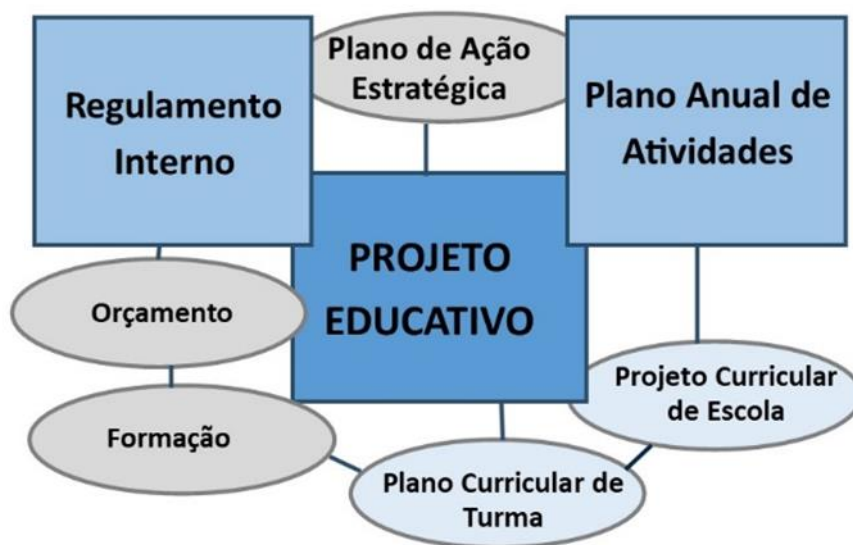 Plano de Ação
Estratégica
Regulamento
Interno
Plano Anual de
Atividades
PROJETO
EDUCATIVO
Orçamento
Projeto Curricular
de Escola
Formação
Plano Curricular de
Turma